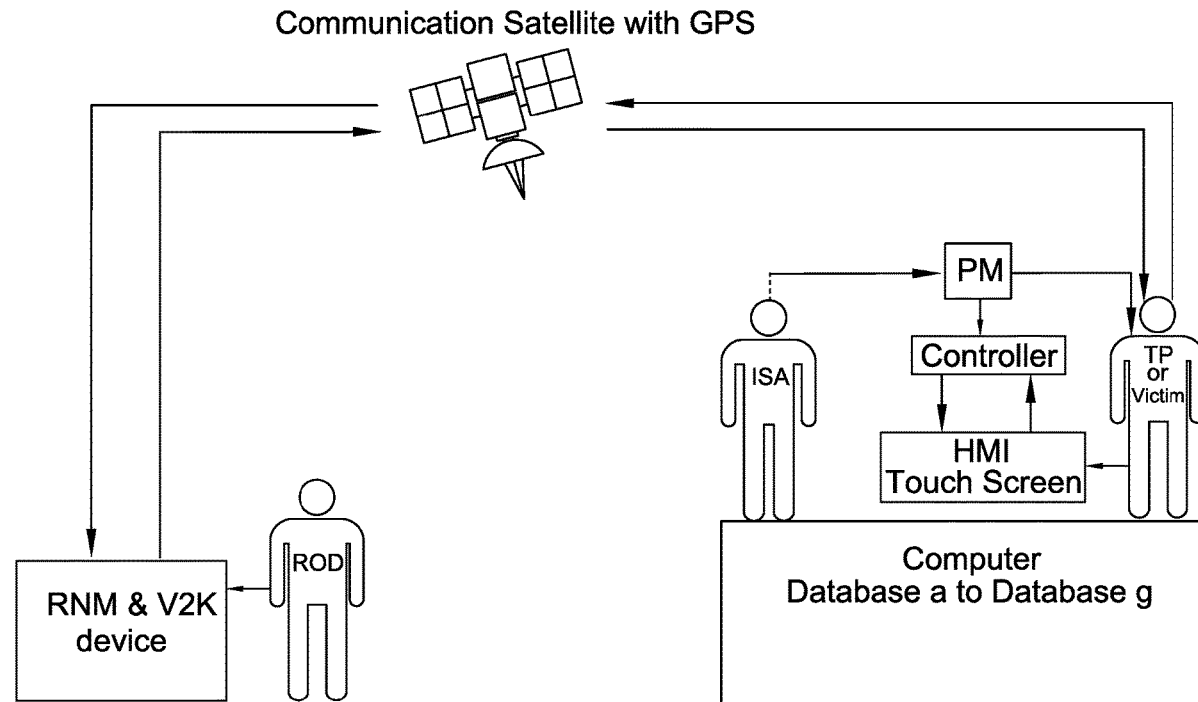 Communication Satellite with GPS
PM
Controller
ISA
TP
or
Victim
HMI
Touch Screen
ROD
RNM & V2K
device
Computer
Database a to Database g